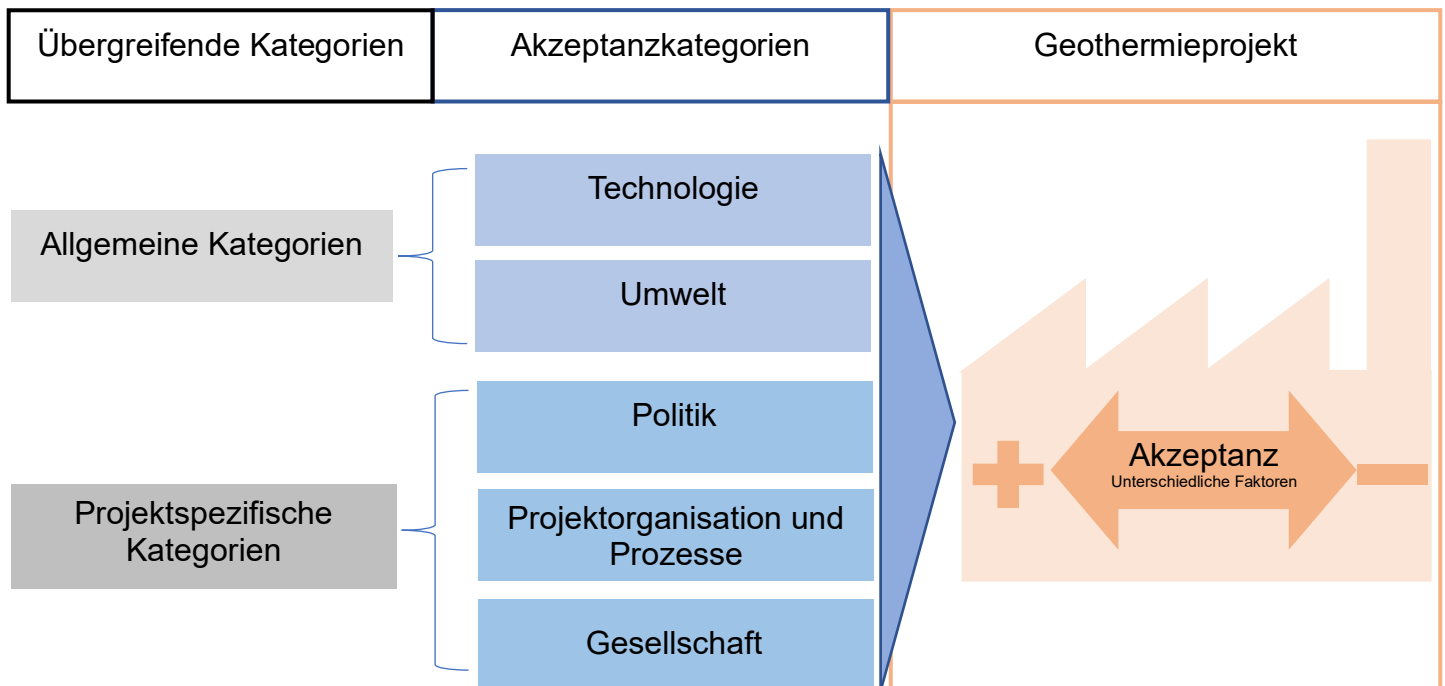 Übergreifende Kategorien
Akzeptanzkategorien
Geothermieprojekt
Allgemeine Kategorien
Technologie
Umwelt
Projektspezifische
Kategorien
Politik
Projektorganisation und
Prozesse
Gesellschaft
Akzeptanz
Unterschiedliche Faktoren